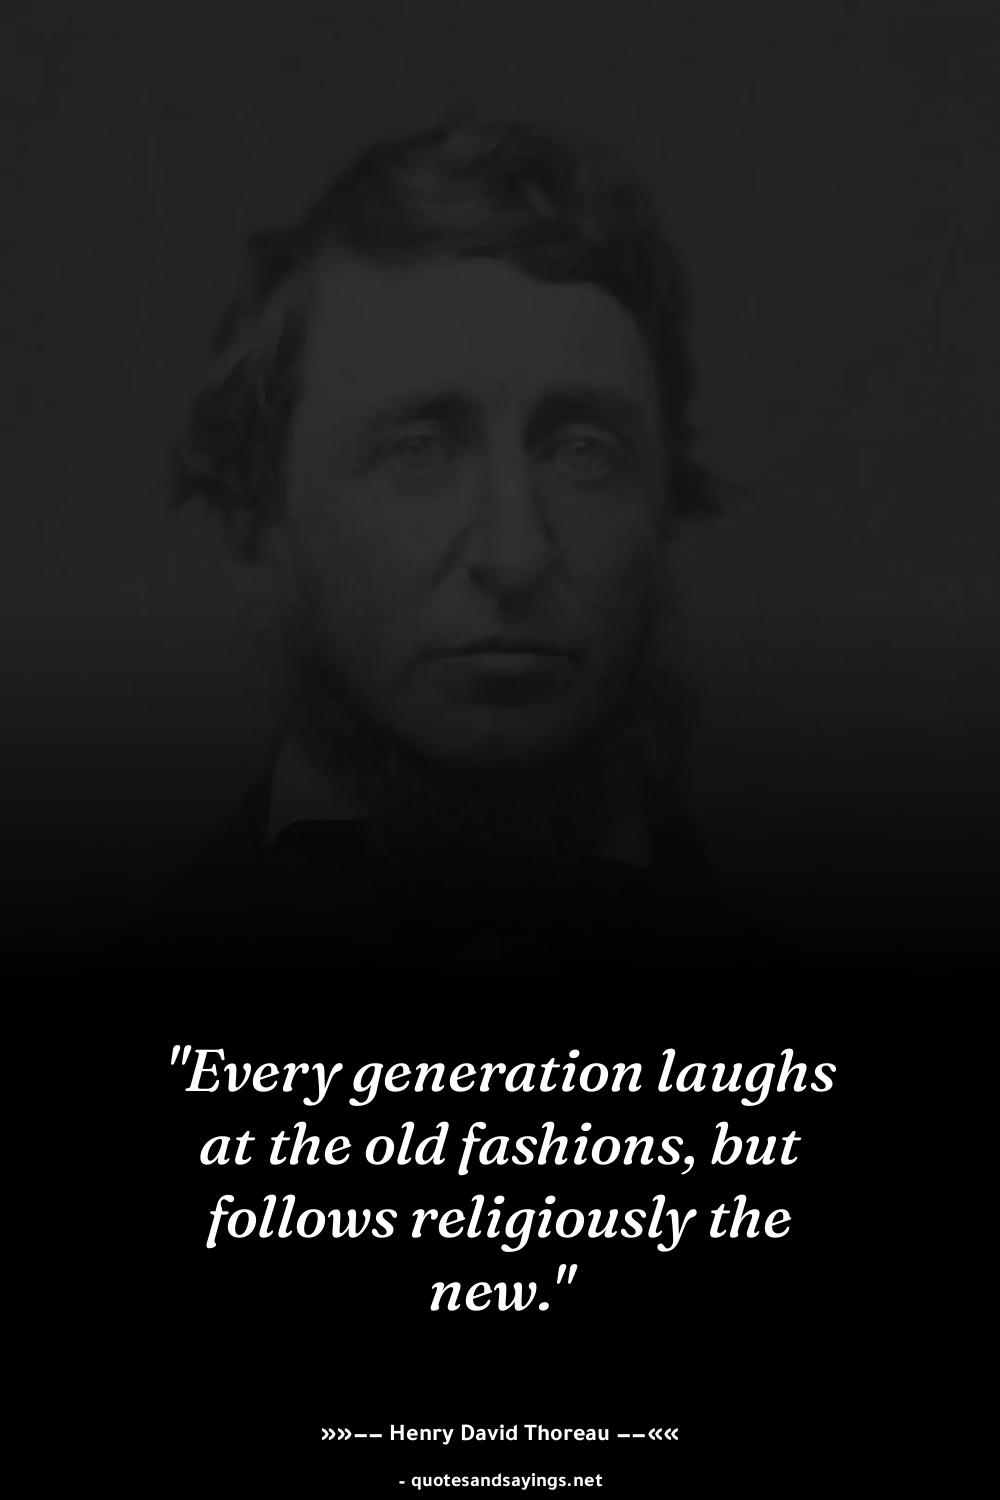 "Every generation laughs
at the old fashions, but
follows religiously the
new."
»»–– Henry David Thoreau ––««
- quotesandsayings.net